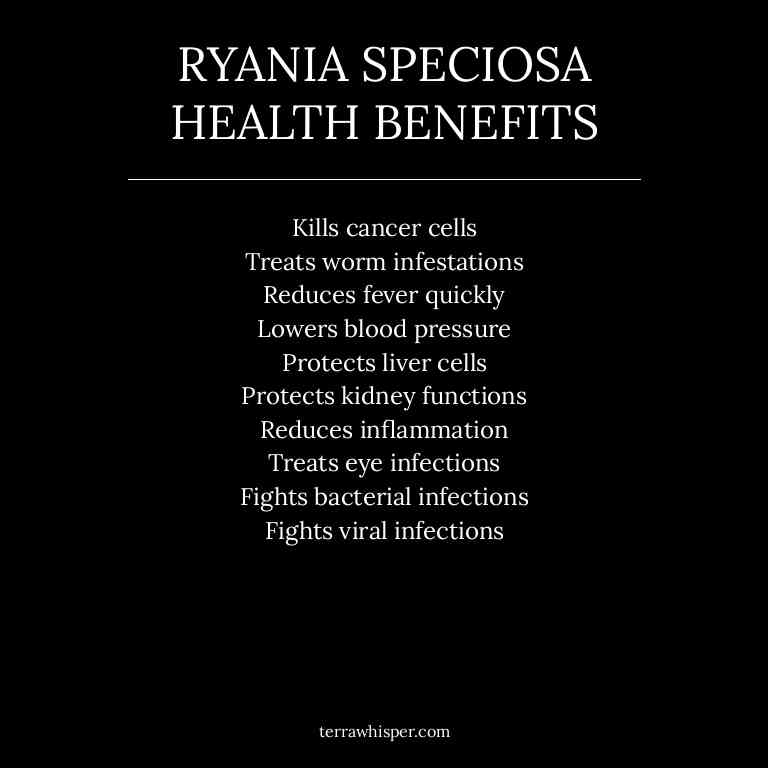 RYANIA SPECIOSA
HEALTH BENEFITS
Kills cancer cells
Treats worm infestations
Reduces fever quickly
Lowers blood pressure
Protects liver cells
Protects kidney functions
Reduces inflammation
Treats eye infections
Fights bacterial infections
Fights viral infections
terrawhisper.com